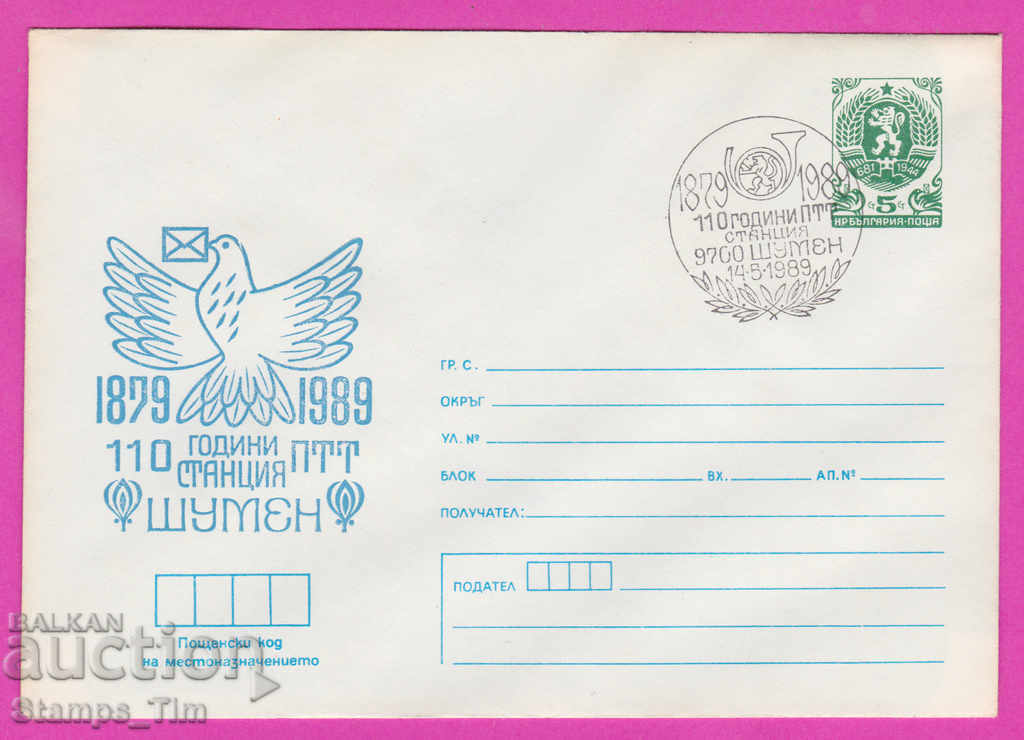 681 1944
5
НР БЪЛГАРИЯ·ПОЩА
1879 1989
110 ГОДИНИ ПТТ
СТАНЦИЯ
9700 ШУМЕН
14·5·1989
1879 1989
110 ГОДИНИ СТАНЦИЯ ПТТ
ШУМЕН
ГР. С.
ОКРЪГ
УЛ. №
БЛОК ВХ. АП. №
ПОЛУЧАТЕЛ:
ПОДАТЕЛ
Пощенски код
на местоназначението
BALKAN
auction
Stamps_Tim